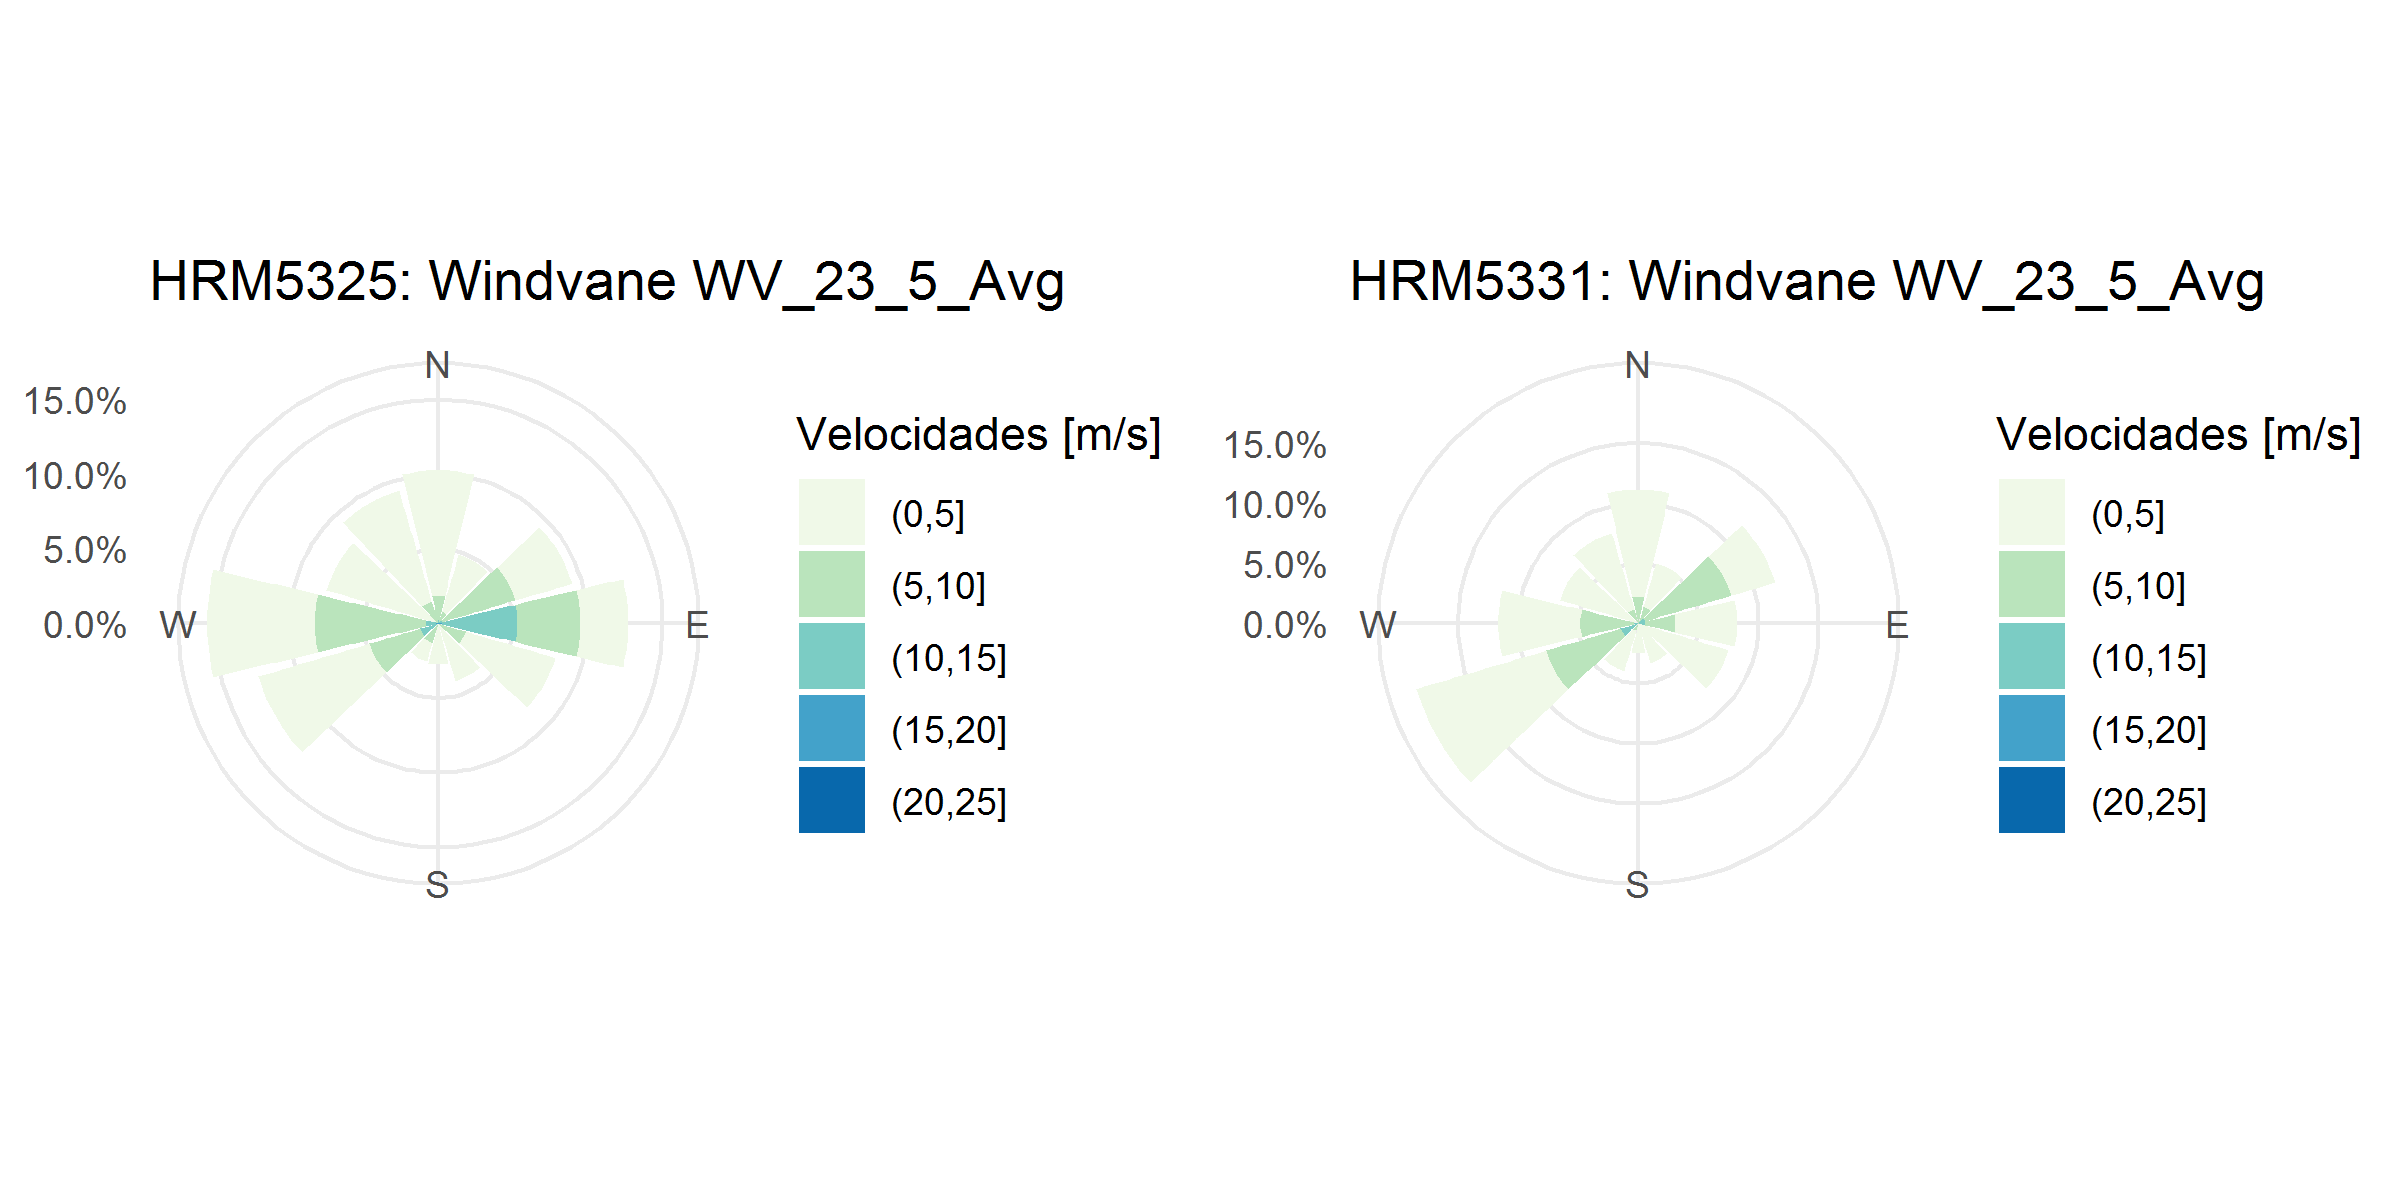 HRM5325: Windvane WV_23_5_Avg
N
15.0%
10.0%
5.0%
0.0%
W
E
S
Velocidades [m/s]
(0,5]
(5,10]
(10,15]
(15,20]
(20,25]
HRM5331: Windvane WV_23_5_Avg
N
15.0%
10.0%
5.0%
0.0%
W
E
S
Velocidades [m/s]
(0,5]
(5,10]
(10,15]
(15,20]
(20,25]